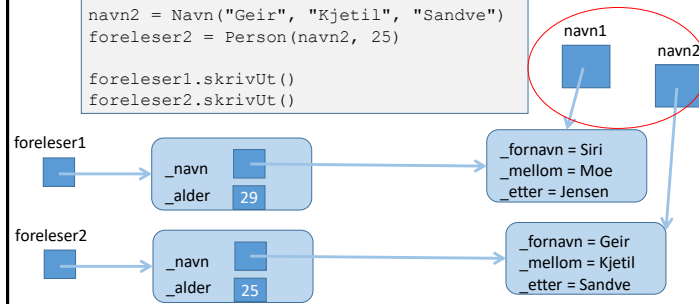 navn2 = Navn("Geir", "Kjetil", "Sandve")
foreleser2 = Person(navn2, 25)
foreleser1.skrivUt()
foreleser2.skrivUt()
navn1
navn2
foreleser1
_navn
_alder 29
_fornavn = Siri
_mellom = Moe
_etter = Jensen
foreleser2
_navn
_alder 25
_fornavn = Geir
_mellom = Kjetil
_etter = Sandve